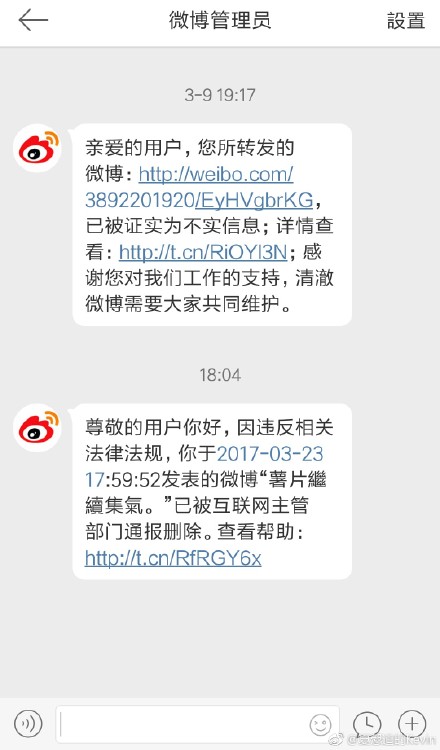 微博管理员
設置
3-9 19:17
亲爱的用户，您所转发的
微博：http://weibo.com/
3892201920/EyHVgbrKG，
已被证实为不实信息；详情查
看：http://t.cn/RiOYI3N；感
谢您对我们工作的支持，清澈
微博需要大家共同维护。
18:04
尊敬的用户你好，因违反相关
法律法规，你于2017-03-23
17:59:52发表的微博“薯片繼
續集氣。”已被互联网主管
部门通报删除。查看帮助：
http://t.cn/RfRGY6x